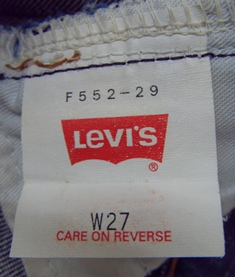 F552-29
LEVI'S
®
W27
CARE ON REVERSE